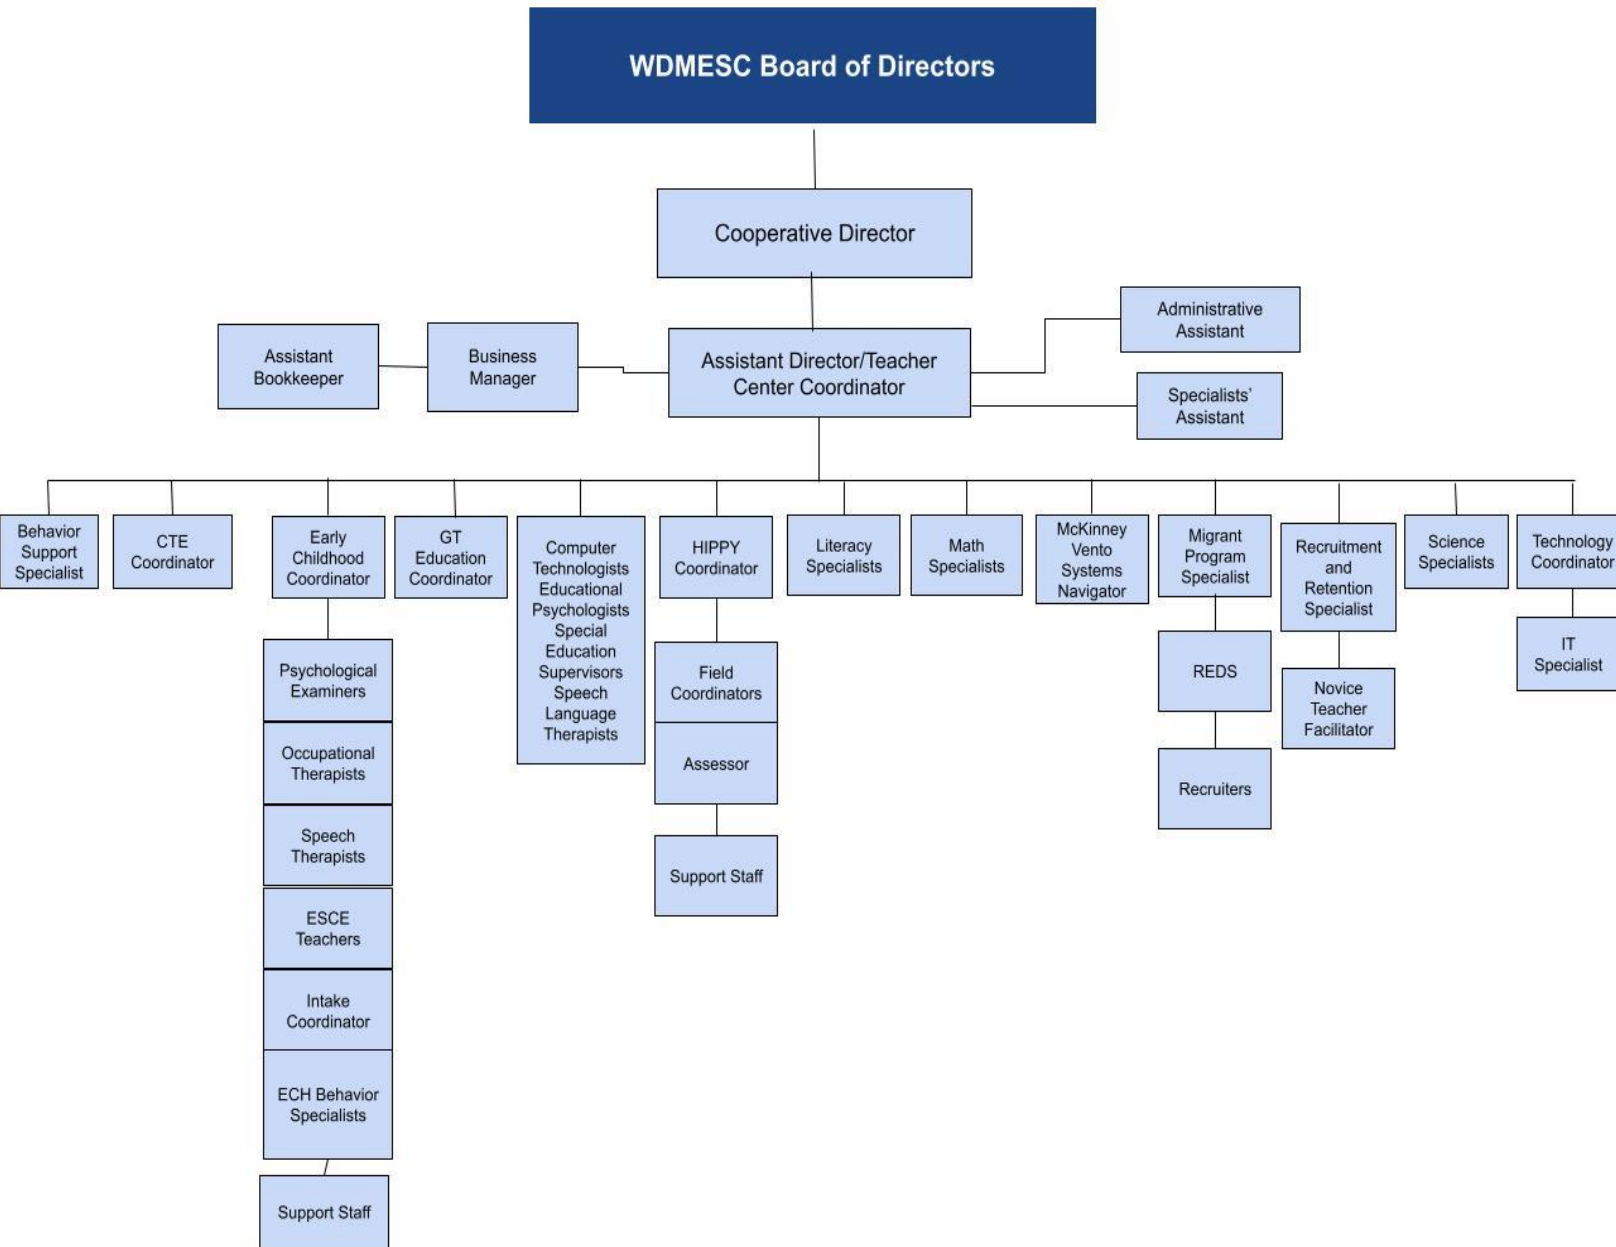 WDMESC Board of Directors
Cooperative Director
Assistant
Bookkeeper
Business
Manager
Assistant Director/Teacher
Center Coordinator
Administrative
Assistant
Specialists’
Assistant
Behavior
Support
Specialist
CTE
Coordinator
Early
Childhood
Coordinator
GT
Education
Coordinator
Computer
Technologists
Educational
Psychologists
Special
Education
Supervisors
Speech
Language
Therapists
HIPPY
Coordinator
Literacy
Specialists
Math
Specialists
McKinney
Vento
Systems
Navigator
Migrant
Program
Specialist
Recruitment
and
Retention
Specialist
Science
Specialists
Technology
Coordinator
Psychological
Examiners
Occupational
Therapists
Speech
Therapists
ESCE
Teachers
Intake
Coordinator
ECH Behavior
Specialists
Support Staff
Field
Coordinators
Assessor
Support Staff
REDS
Recruiters
Novice
Teacher
Facilitator
IT
Specialist